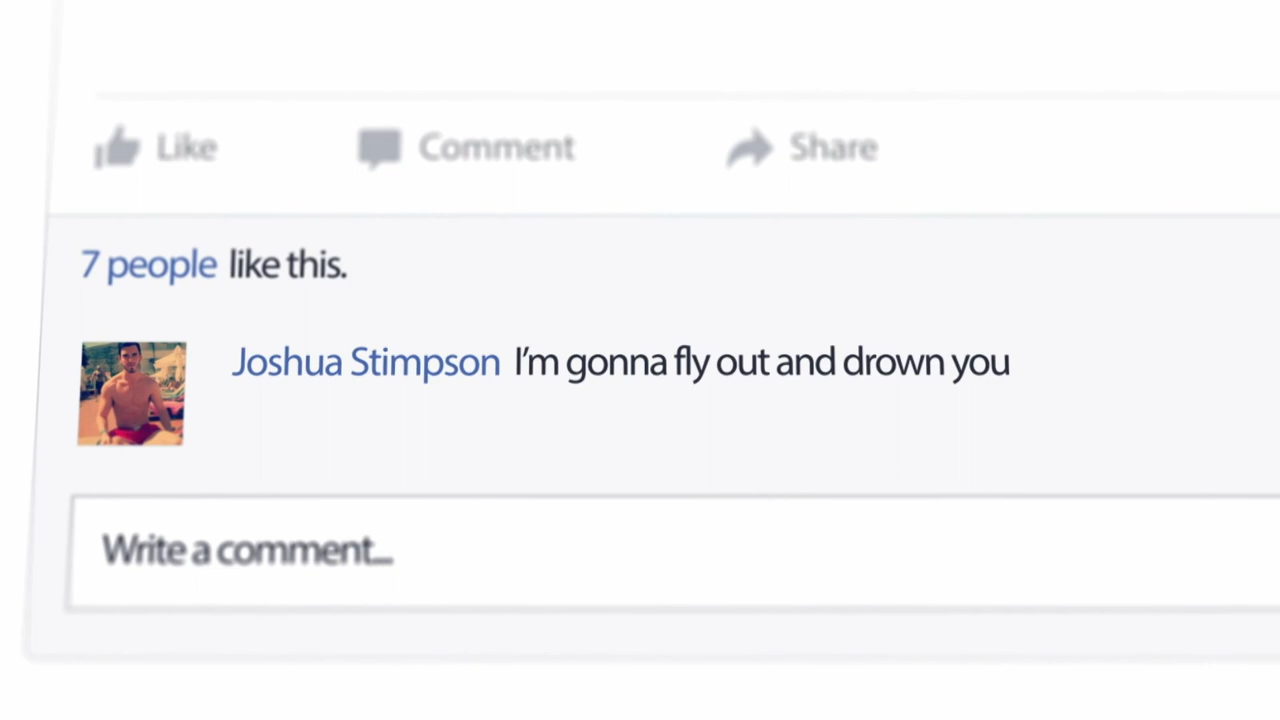 Like Comment Share
7 people like this.
Joshua Stimpson I'm gonna fly out and drown you
Write a comment...